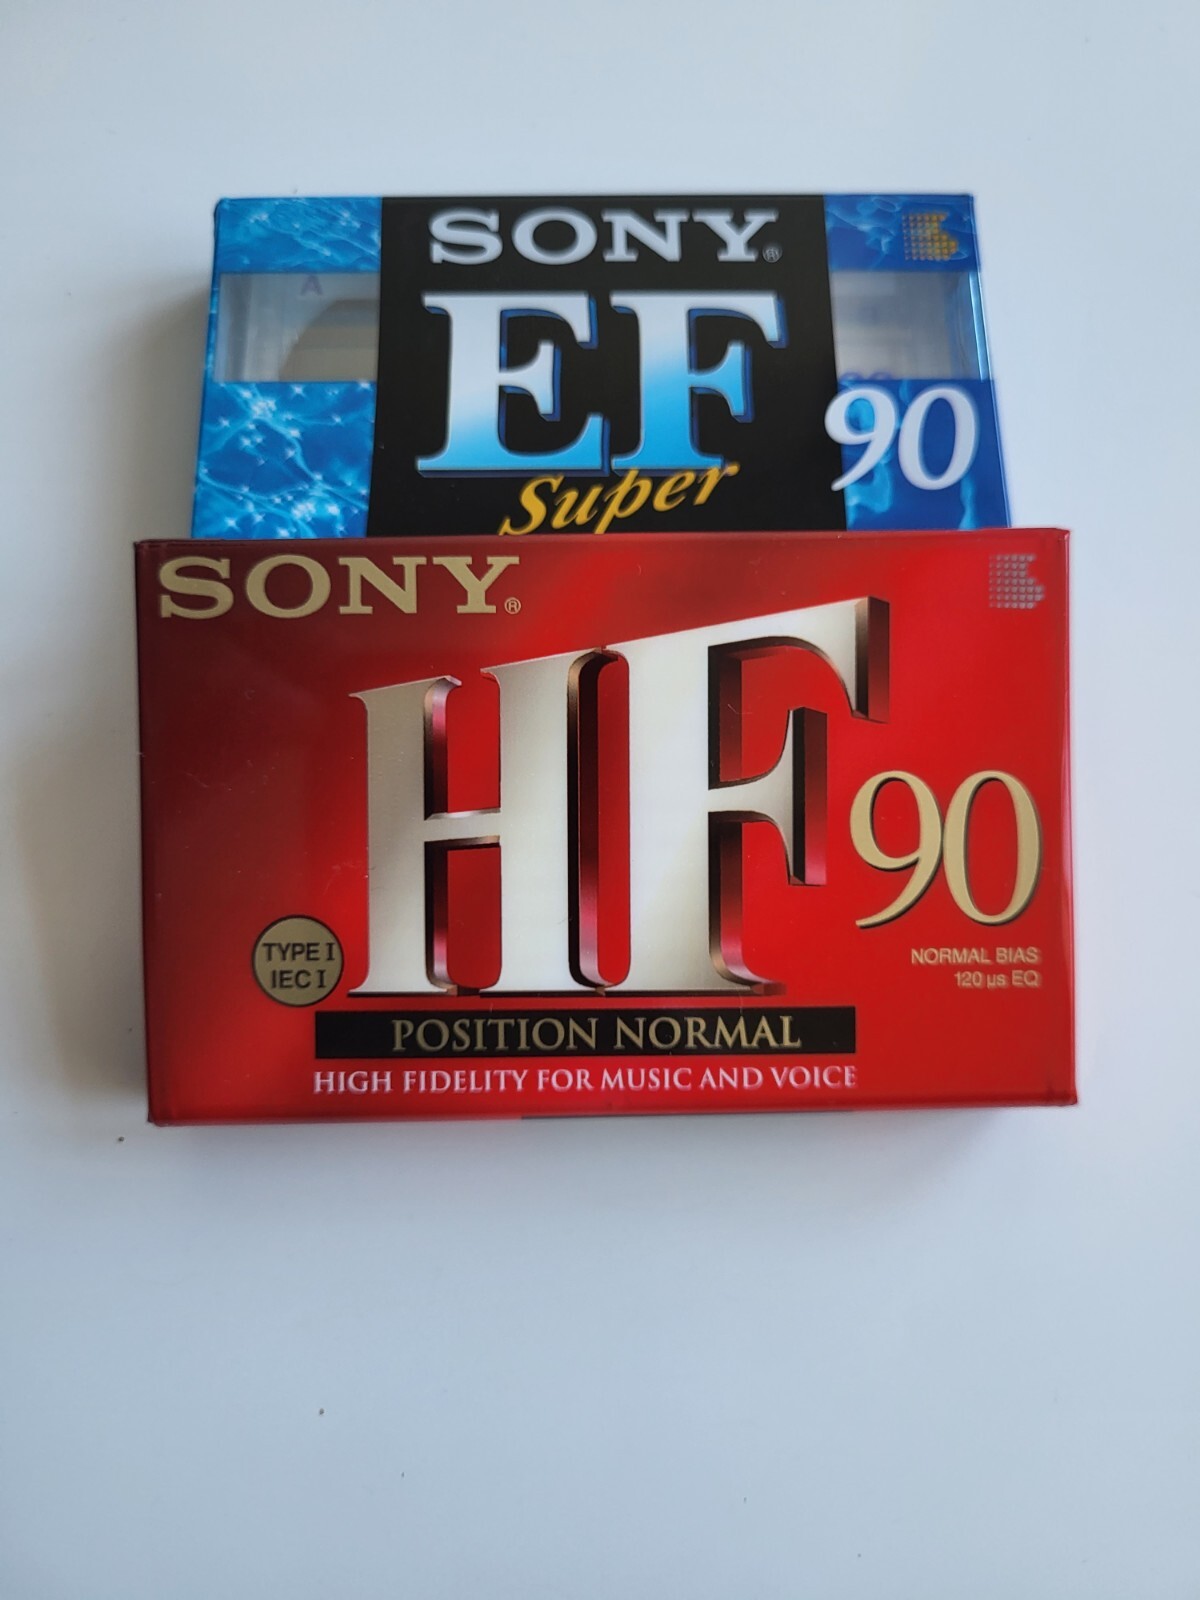 SONY®
A
EF
Super
90
SONY®
HF
90
TYPE I
IEC I
NORMAL BIAS
120 µs EQ
POSITION NORMAL
HIGH FIDELITY FOR MUSIC AND VOICE